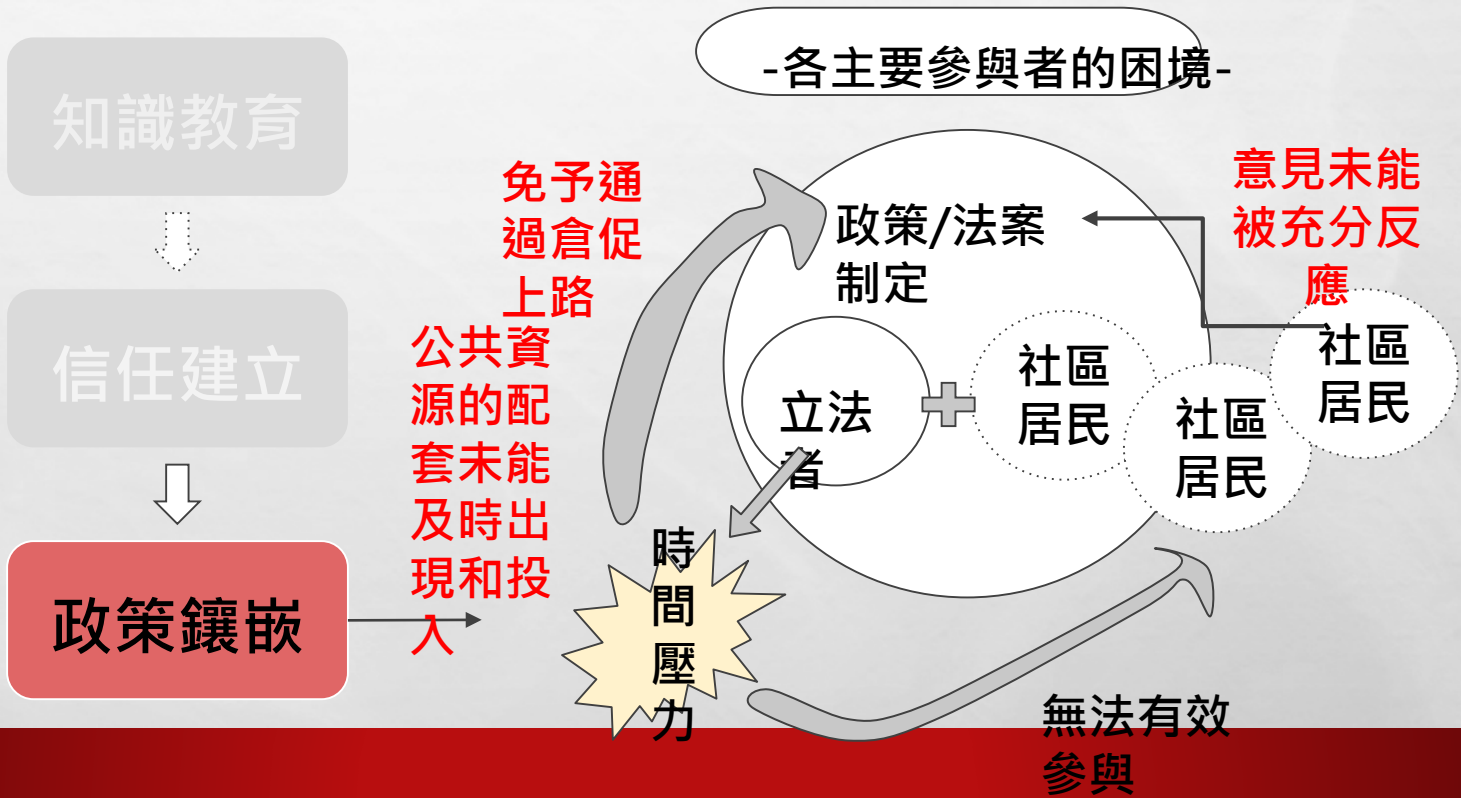 -各主要參與者的困境-
知識教育
信任建立
政策鑲嵌
公共資
源的配
套未能
及時出
現和投
入
免予通
過倉促
上路
時
間
壓
力
政策/法案
制定
立法
者
社區
居民
社區
居民
社區
居民
意見未能
被充分反
應
無法有效
參與